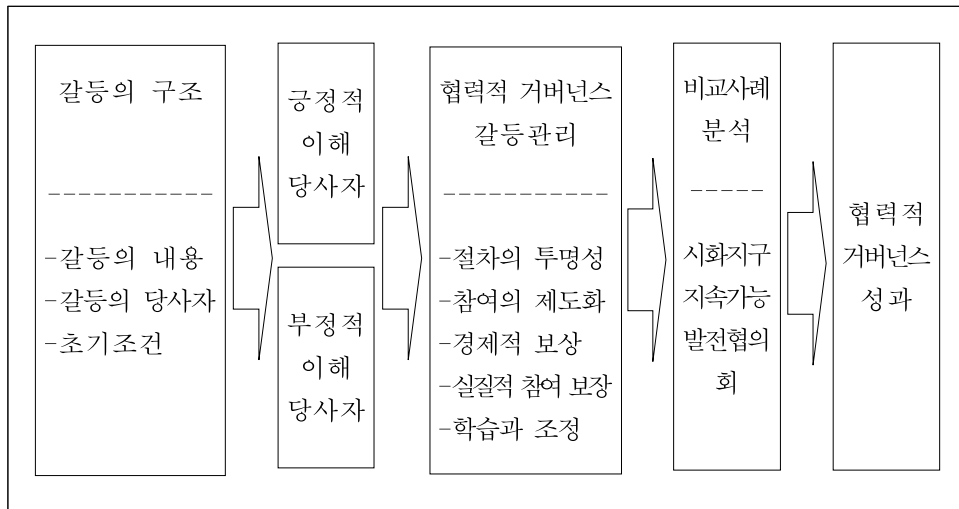 갈등의 구조
-----------
-갈등의 내용
-갈등의 당사자
-초기조건
긍정적
이해
당사자
부정적
이해
당사자
협력적 거버넌스
갈등관리
-----------
-절차의 투명성
-참여의 제도화
-경제적 보상
-실질적 참여 보장
-학습과 조정
비교사례
분석
-----
시화지구
지속가능
발전협의
회
협력적
거버넌스
성과